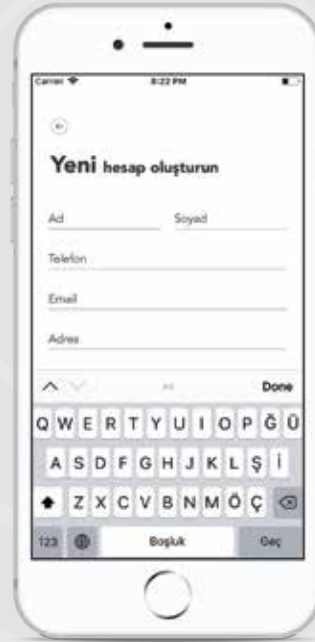 Carrier 8:22 PM
Yeni hesap oluşturun
Ad Soyad
Telefon
Email
Adres
Done
Q W E R T Y U I O P Ğ Ü
A S D F G H J K L Ş İ
Z X C V B N M Ö Ç
123 Boşluk Geç